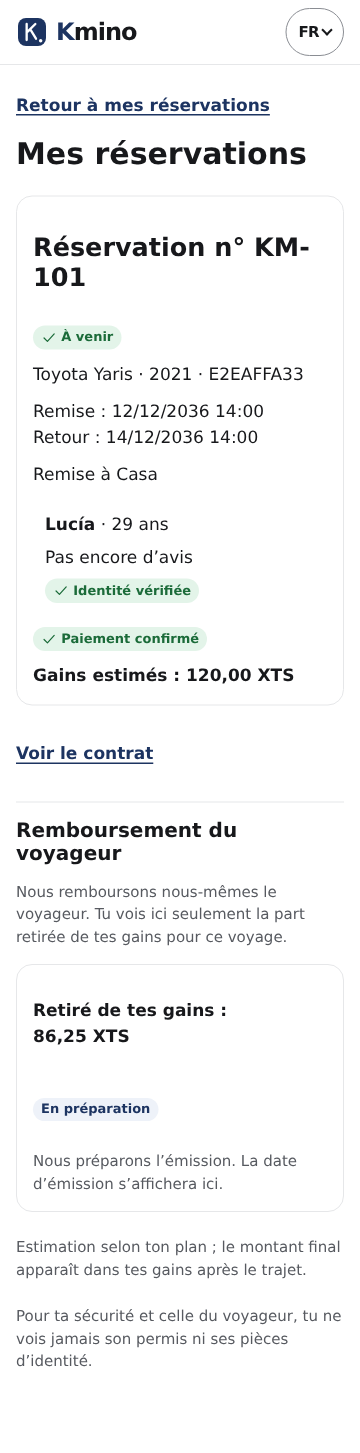 Kmino
FR
Retour à mes réservations
Mes réservations
Réservation n° KM-
101
À venir
Toyota Yaris · 2021 · E2EAFFA33
Remise : 12/12/2036 14:00
Retour : 14/12/2036 14:00
Remise à Casa
Lucía · 29 ans
Pas encore d’avis
Identité vérifiée
Paiement confirmé
Gains estimés : 120,00 XTS
Voir le contrat
Remboursement du
voyageur
Nous remboursons nous-mêmes le
voyageur. Tu vois ici seulement la part
retirée de tes gains pour ce voyage.
Retiré de tes gains :
86,25 XTS
En préparation
Nous préparons l’émission. La date
d’émission s’affichera ici.
Estimation selon ton plan ; le montant final
apparaît dans tes gains après le trajet.
Pour ta sécurité et celle du voyageur, tu ne
vois jamais son permis ni ses pièces
d’identité.